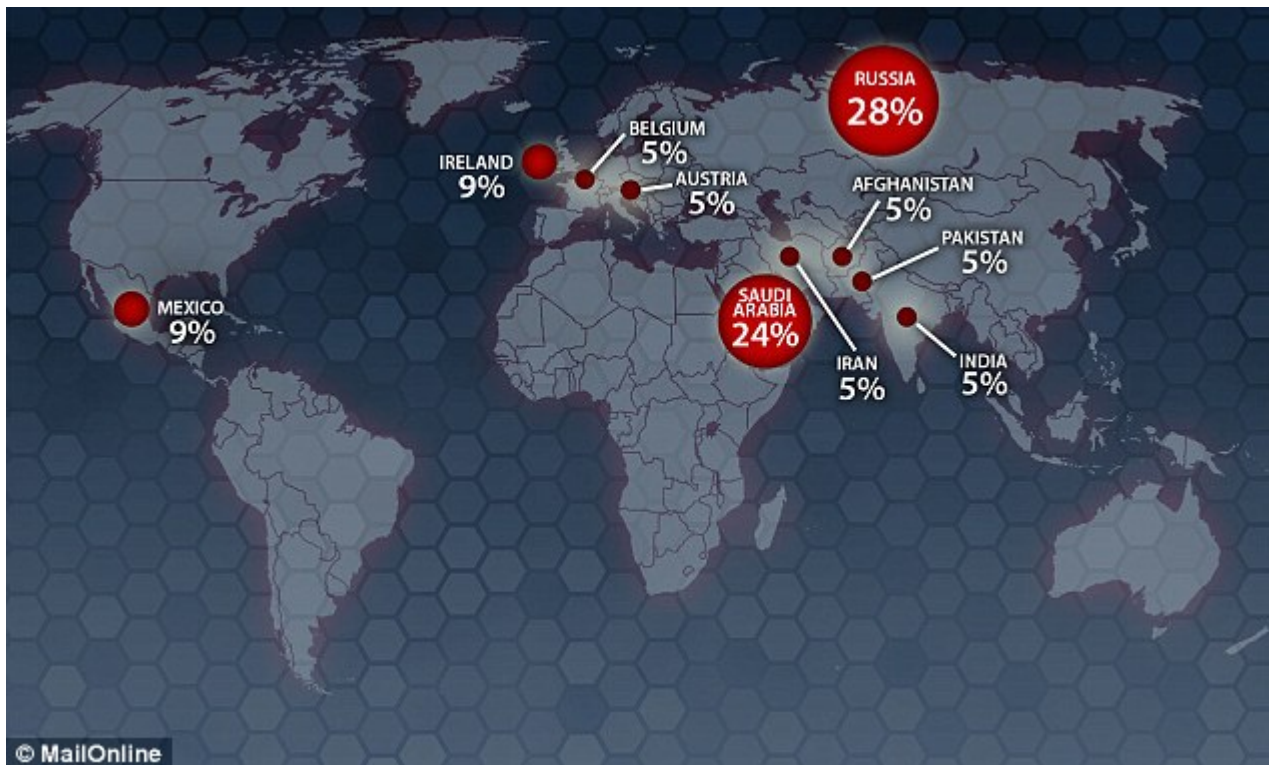 RUSSIA
28%
BELGIUM
5%
IRELAND
9%
AUSTRIA
5%
AFGHANISTAN
5%
PAKISTAN
5%
MEXICO
9%
SAUDI
ARABIA
24%
IRAN
5%
INDIA
5%
© MailOnline